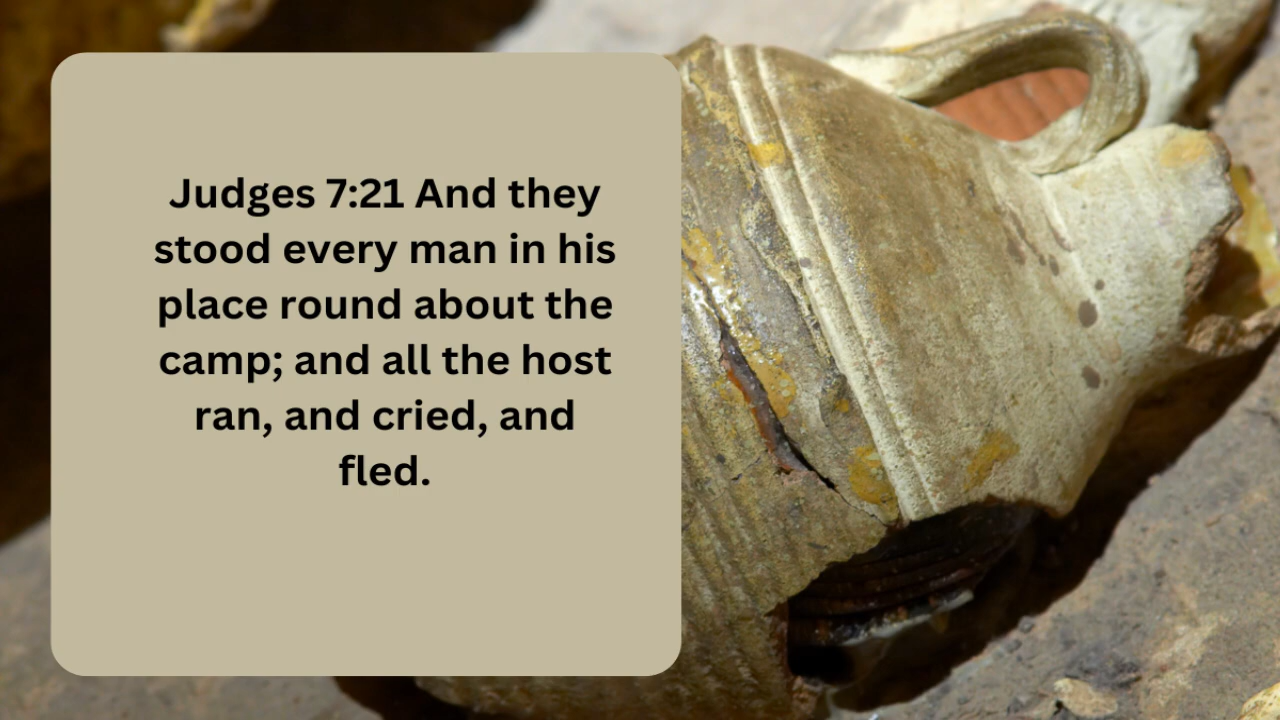 Judges 7:21 And they
stood every man in his
place round about the
camp; and all the host
ran, and cried, and
fled.